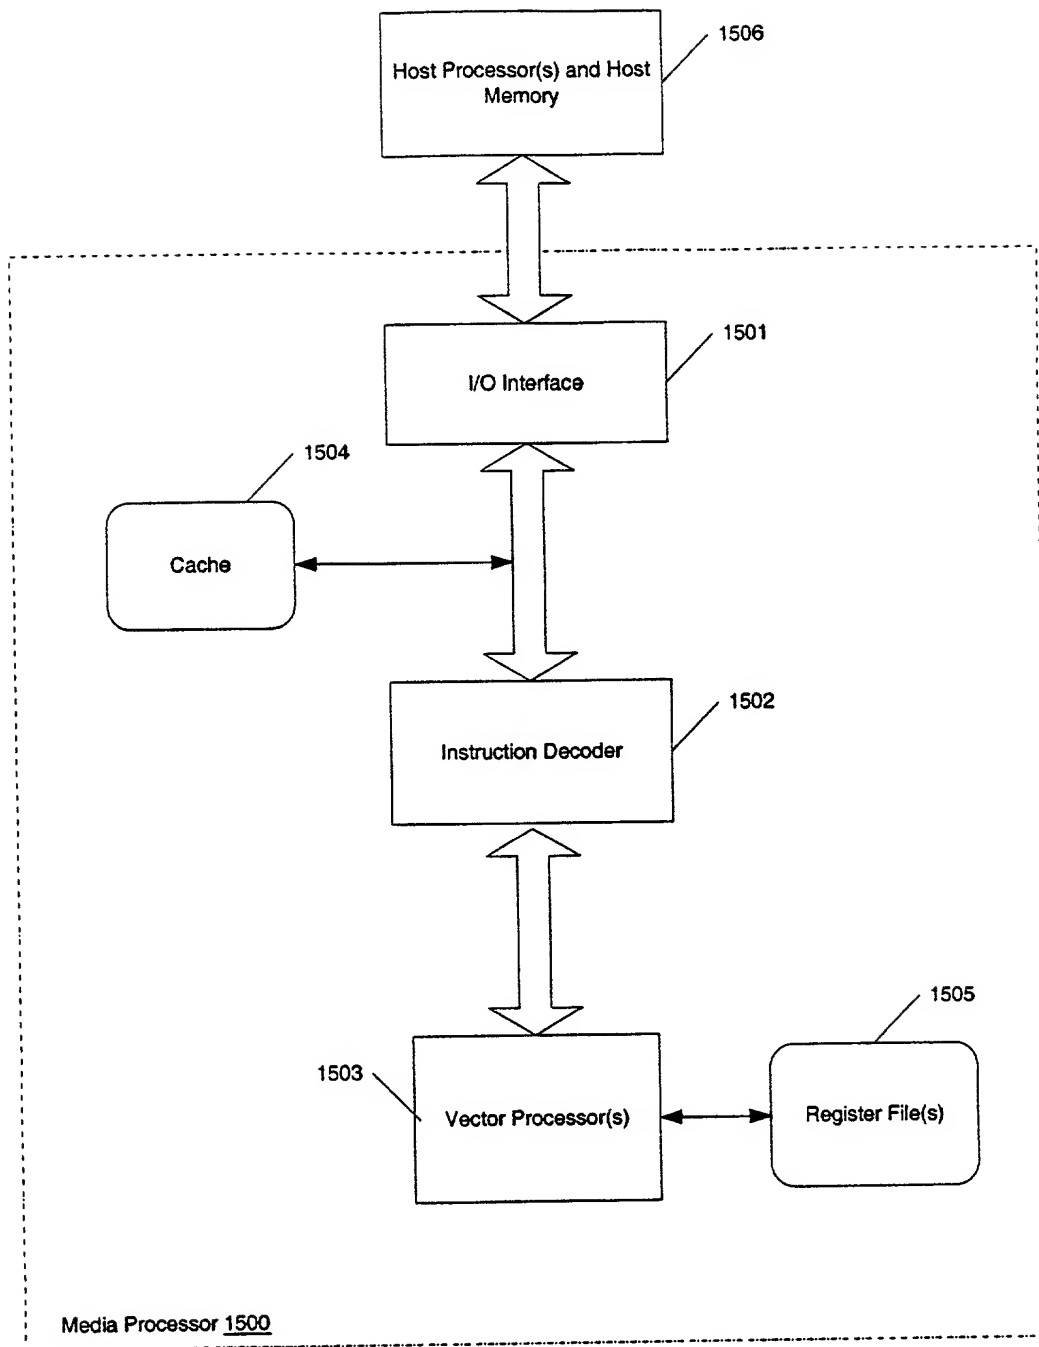 1506
Host Processor(s) and Host
Memory
1501
I/O Interface
1504
Cache
1502
Instruction Decoder
1505
1503
Vector Processor(s)
Register File(s)
Media Processor 1500